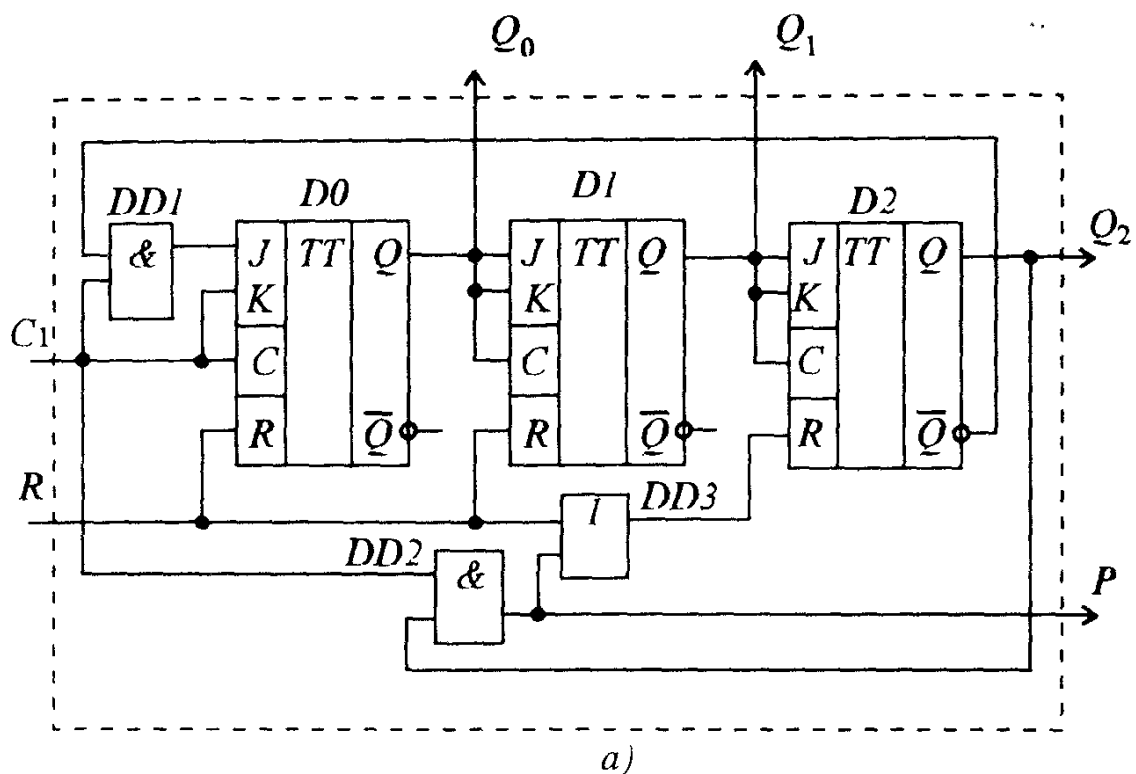 Q₀ Q₁
DD1 D0 D1 D2
& J TT Q J TT Q J TT Q Q₂
K K K
C1 C C C
R Q̅ R Q̅ R Q̅
R 1 DD3
DD2 &
P
a)